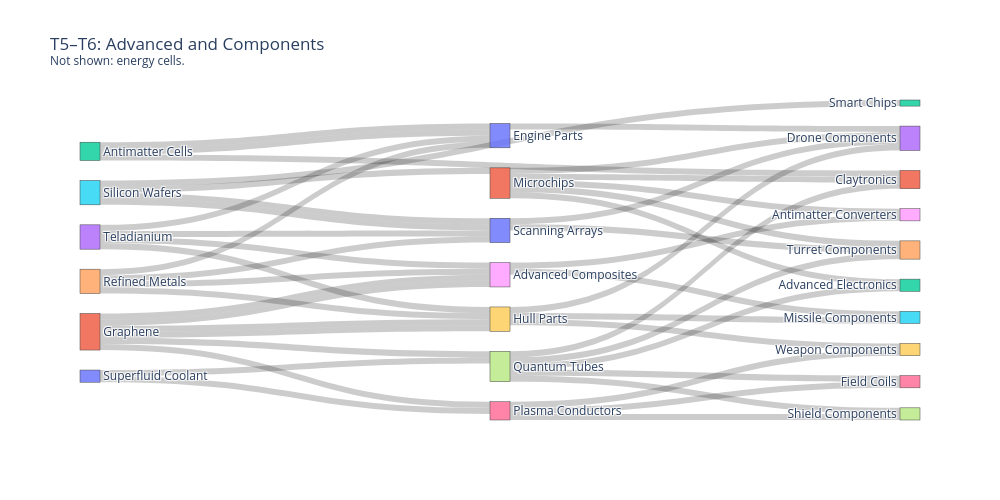 T5–T6: Advanced and Components
Not shown: energy cells.
Antimatter Cells
Silicon Wafers
Teladianium
Refined Metals
Graphene
Superfluid Coolant
Engine Parts
Microchips
Scanning Arrays
Advanced Composites
Hull Parts
Quantum Tubes
Plasma Conductors
Smart Chips
Drone Components
Claytronics
Antimatter Converters
Turret Components
Advanced Electronics
Missile Components
Weapon Components
Field Coils
Shield Components